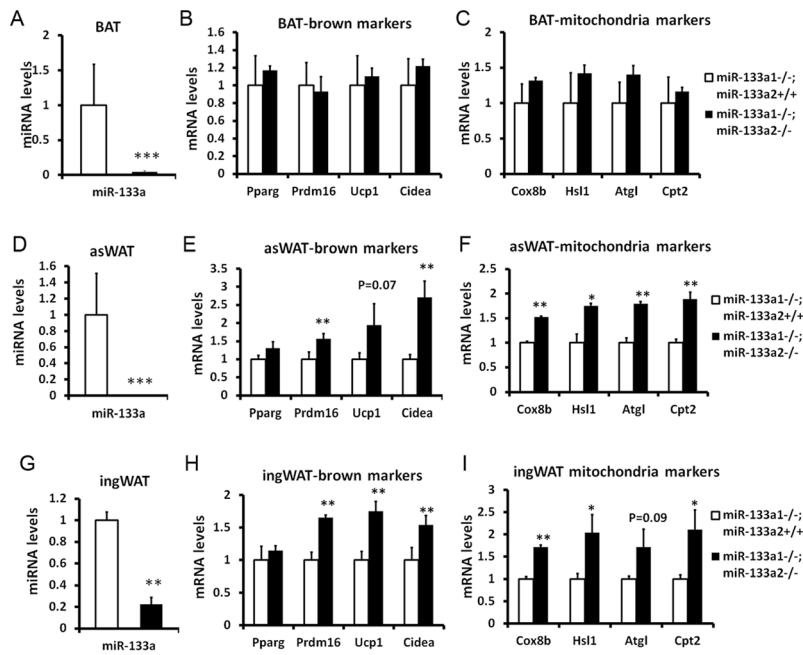 A
BAT
miRNA levels
2
1.5
1
0.5
0
***
miR-133a
B
BAT-brown markers
mRNA levels
1.6
1.4
1.2
1
0.8
0.6
0.4
0.2
0
Pparg Prdm16 Ucp1 Cidea
C
BAT-mitochondria markers
mRNA levels
2
1.5
1
0.5
0
Cox8b Hsl1 Atgl Cpt2
miR-133a1-/-;
miR-133a2+/+
miR-133a1-/-;
miR-133a2-/-
D
asWAT
miRNA levels
1.6
1.4
1.2
1
0.8
0.6
0.4
0.2
0
***
miR-133a
E
asWAT-brown markers
mRNA levels
3.5
3
2.5
2
1.5
1
0.5
0
**
P=0.07
**
Pparg Prdm16 Ucp1 Cidea
F
asWAT-mitochondria markers
mRNA levels
2.5
2
1.5
1
0.5
0
** * ** **
Cox8b Hsl1 Atgl Cpt2
miR-133a1-/-;
miR-133a2+/+
miR-133a1-/-;
miR-133a2-/-
G
ingWAT
miRNA levels
1.2
1
0.8
0.6
0.4
0.2
0
**
miR-133a
H
ingWAT-brown markers
mRNA levels
2
1.5
1
0.5
0
** ** **
Pparg Prdm16 Ucp1 Cidea
I
ingWAT mitochondria markers
mRNA levels
3
2.5
2
1.5
1
0.5
0
** * P=0.09 *
Cox8b Hsl1 Atgl Cpt2
miR-133a1-/-;
miR-133a2+/+
miR-133a1-/-;
miR-133a2-/-